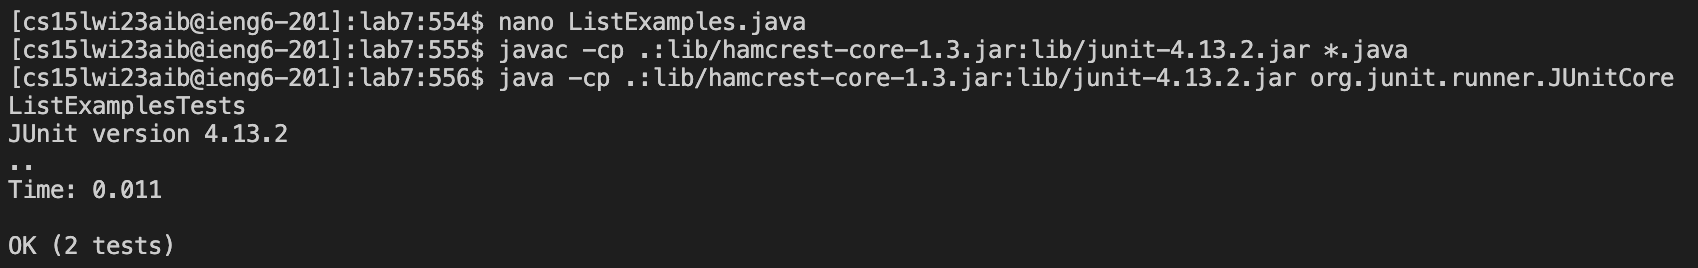 [cs15lwi23aib@ieng6-201]:lab7:554$ nano ListExamples.java
[cs15lwi23aib@ieng6-201]:lab7:555$ javac -cp .:lib/hamcrest-core-1.3.jar:lib/junit-4.13.2.jar *.java
[cs15lwi23aib@ieng6-201]:lab7:556$ java -cp .:lib/hamcrest-core-1.3.jar:lib/junit-4.13.2.jar org.junit.runner.JUnitCore
ListExamplesTests
JUnit version 4.13.2
..
Time: 0.011
OK (2 tests)